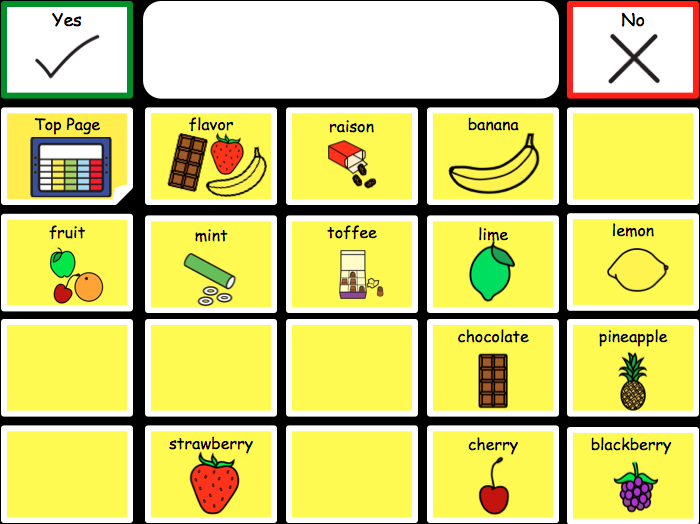 Yes
No
Top Page
flavor
raison
banana
fruit
mint
toffee
lime
lemon
chocolate
pineapple
strawberry
cherry
blackberry